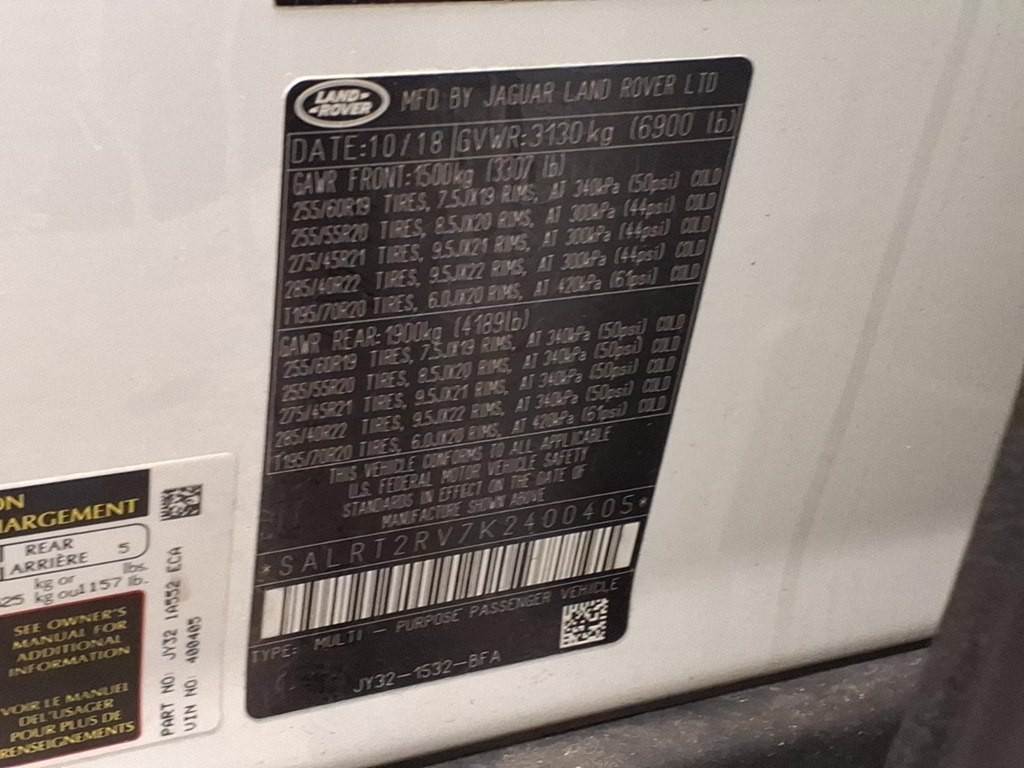 LAND-
-ROVER
MFD BY JAGUAR LAND ROVER LTD
DATE:10/18 GVWR:3130kg (6900 lb)
GAWR FRONT:1500kg (3307 lb)
255/60R19 TIRES, 7.5JX19 RIMS, AT 340kPa (50psi) COLD
255/55R20 TIRES, 8.5JX20 RIMS, AT 300kPa (44psi) COLD
275/45R21 TIRES, 9.5JX21 RIMS, AT 300kPa (44psi) COLD
285/40R22 TIRES, 9.5JX22 RIMS, AT 300kPa (44psi) COLD
T195/70R20 TIRES, 6.0JX20 RIMS, AT 420kPa (61psi) COLD
GAWR REAR:1900kg (4189lb)
255/60R19 TIRES, 7.5JX19 RIMS, AT 340kPa (50psi) COLD
255/55R20 TIRES, 8.5JX20 RIMS, AT 340kPa (50psi) COLD
275/45R21 TIRES, 9.5JX21 RIMS, AT 340kPa (50psi) COLD
285/40R22 TIRES, 9.5JX22 RIMS, AT 340kPa (50psi) COLD
T195/70R20 TIRES, 6.0JX20 RIMS, AT 420kPa (61psi) COLD
THIS VEHICLE CONFORMS TO ALL APPLICABLE
U.S. FEDERAL MOTOR VEHICLE SAFETY
STANDARDS IN EFFECT ON THE DATE OF
MANUFACTURE SHOWN ABOVE
*SALRT2RV7K2400405*
TYPE: MULTI - PURPOSE PASSENGER VEHICLE
JY32-1532-BFA
ON
HARGEMENT
REAR
ARRIÈRE 5
kg or lbs.
525 kg ou1157 lb.
SEE OWNER'S
MANUAL FOR
ADDITIONAL
INFORMATION
VOIR LE MANUEL
DEL'USAGER
POUR PLUS DE
RENSEIGNEMENTS
PART NO: JY32 1A552 ECA
VIN NO: 400405